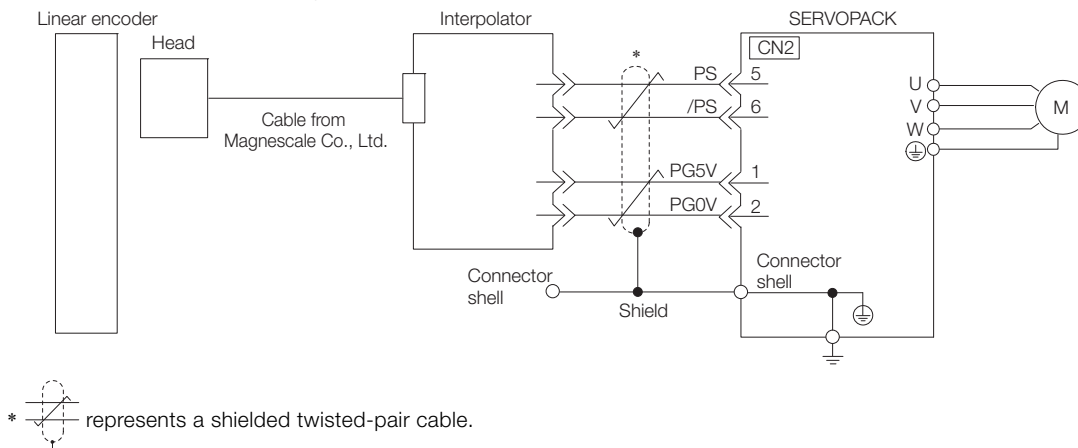 Linear encoder
Head
Cable from
Magnescale Co., Ltd.
Interpolator
*
SERVOPACK
CN2
PS 5
/PS 6
PG5V 1
PG0V 2
U
V
W
M
Connector
shell
Shield
Connector
shell
* represents a shielded twisted-pair cable.